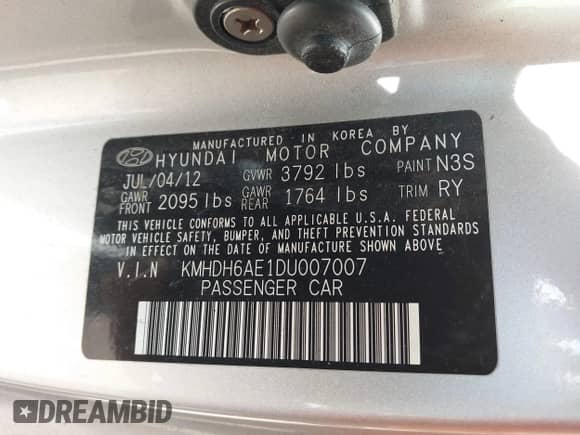 MANUFACTURED IN KOREA BY
HYUNDAI MOTOR COMPANY
JUL/04/12 GVWR 3792 lbs PAINT N3S
GAWR FRONT 2095 lbs GAWR REAR 1764 lbs TRIM RY
THIS VEHICLE CONFORMS TO ALL APPLICABLE U.S.A. FEDERAL
MOTOR VEHICLE SAFETY, BUMPER, AND THEFT PREVENTION STANDARDS
IN EFFECT ON THE DATE OF MANUFACTURE SHOWN ABOVE
V.I.N KMHDH6AE1DU007007
PASSENGER CAR
DREAMBID